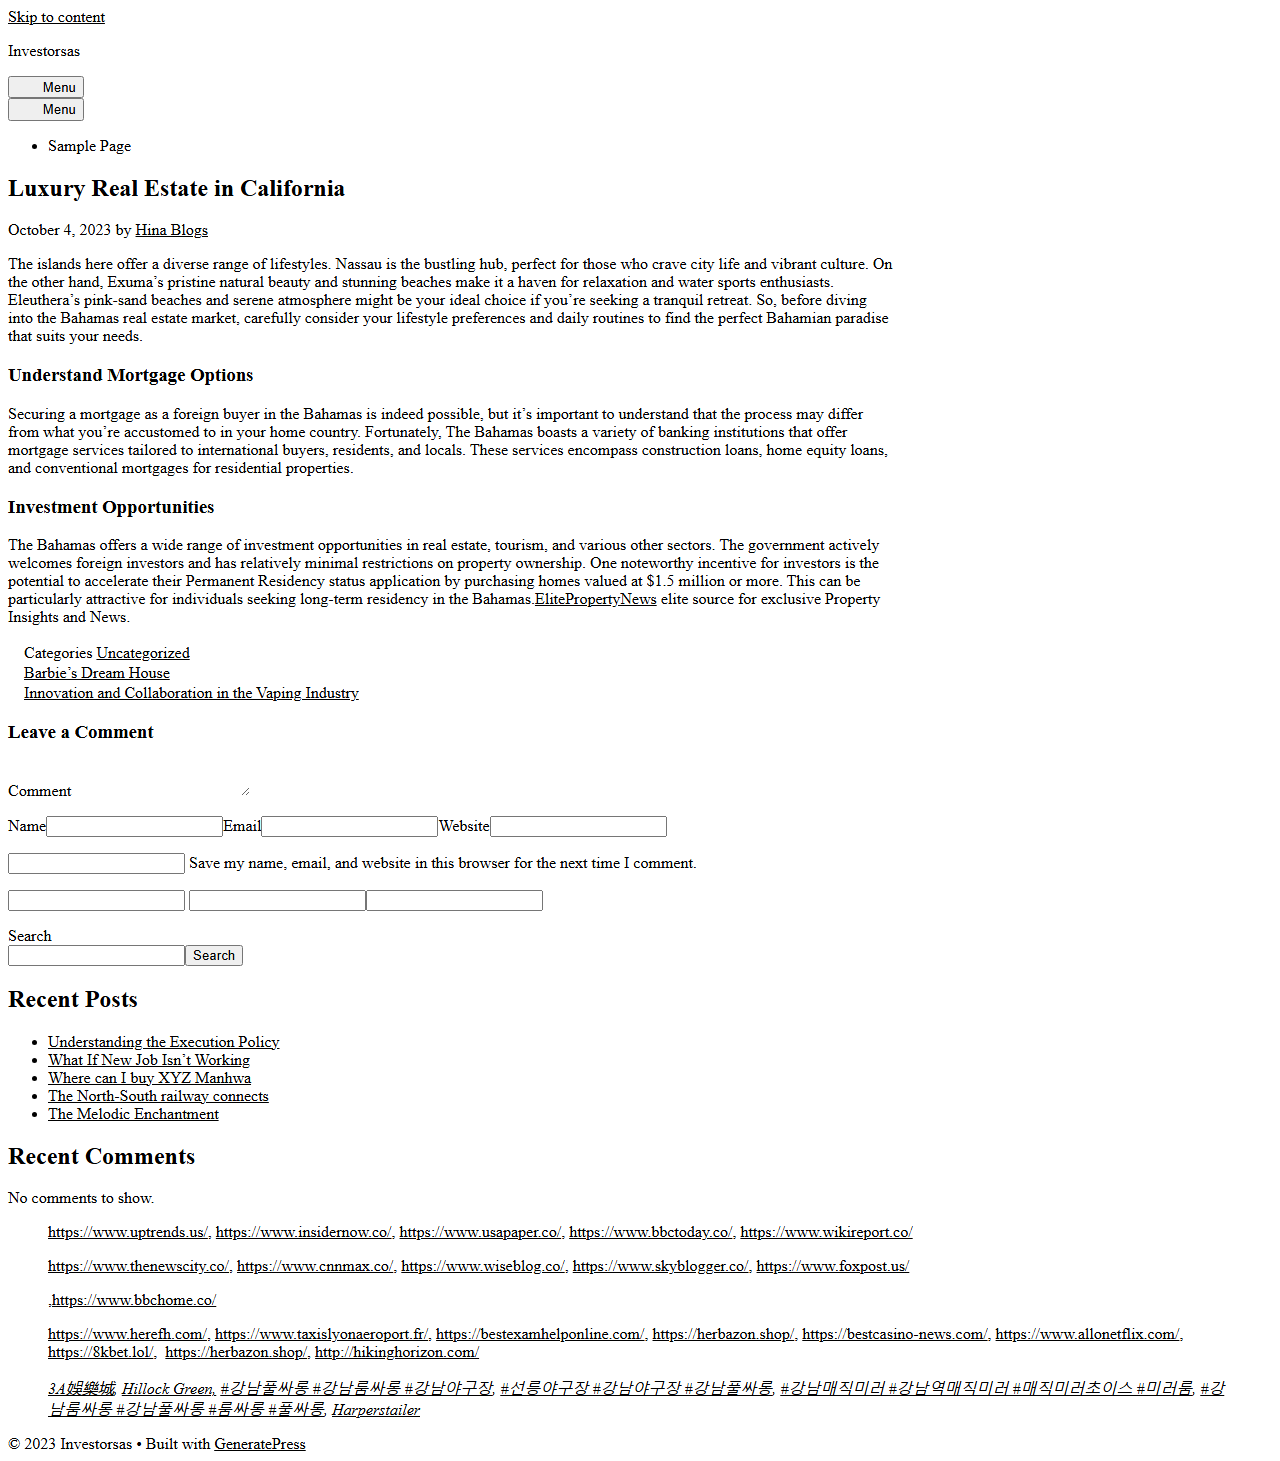 Skip to content
Investorsas
Menu
Menu
Sample Page
Luxury Real Estate in California
October 4, 2023 by Hina Blogs
The islands here offer a diverse range of lifestyles. Nassau is the bustling hub, perfect for those who crave city life and vibrant culture. On
the other hand, Exuma’s pristine natural beauty and stunning beaches make it a haven for relaxation and water sports enthusiasts.
Eleuthera’s pink-sand beaches and serene atmosphere might be your ideal choice if you’re seeking a tranquil retreat. So, before diving
into the Bahamas real estate market, carefully consider your lifestyle preferences and daily routines to find the perfect Bahamian paradise
that suits your needs.
Understand Mortgage Options
Securing a mortgage as a foreign buyer in the Bahamas is indeed possible, but it’s important to understand that the process may differ
from what you’re accustomed to in your home country. Fortunately, The Bahamas boasts a variety of banking institutions that offer
mortgage services tailored to international buyers, residents, and locals. These services encompass construction loans, home equity loans,
and conventional mortgages for residential properties.
Investment Opportunities
The Bahamas offers a wide range of investment opportunities in real estate, tourism, and various other sectors. The government actively
welcomes foreign investors and has relatively minimal restrictions on property ownership. One noteworthy incentive for investors is the
potential to accelerate their Permanent Residency status application by purchasing homes valued at $1.5 million or more. This can be
particularly attractive for individuals seeking long-term residency in the Bahamas.ElitePropertyNews elite source for exclusive Property
Insights and News.
Categories Uncategorized
Barbie’s Dream House
Innovation and Collaboration in the Vaping Industry
Leave a Comment
Comment
Name Email Website
Save my name, email, and website in this browser for the next time I comment.
Search
Search
Recent Posts
Understanding the Execution Policy
What If New Job Isn’t Working
Where can I buy XYZ Manhwa
The North-South railway connects
The Melodic Enchantment
Recent Comments
No comments to show.
https://www.uptrends.us/, https://www.insidernow.co/, https://www.usapaper.co/, https://www.bbctoday.co/, https://www.wikireport.co/
https://www.thenewscity.co/, https://www.cnnmax.co/, https://www.wiseblog.co/, https://www.skyblogger.co/, https://www.foxpost.us/
,https://www.bbchome.co/
https://www.herefh.com/, https://www.taxislyonaeroport.fr/, https://bestexamhelponline.com/, https://herbazon.shop/, https://bestcasino-news.com/, https://www.allonetflix.com/,
https://8kbet.lol/, https://herbazon.shop/, http://hikinghorizon.com/
3A娛樂城, Hillock Green, #강남풀싸롱 #강남룸싸롱 #강남야구장, #선릉야구장 #강남야구장 #강남풀싸롱, #강남매직미러 #강남역매직미러 #매직미러초이스 #미러룸, #강
남룸싸롱 #강남풀싸롱 #룸싸롱 #풀싸롱, Harperstailer
© 2023 Investorsas • Built with GeneratePress